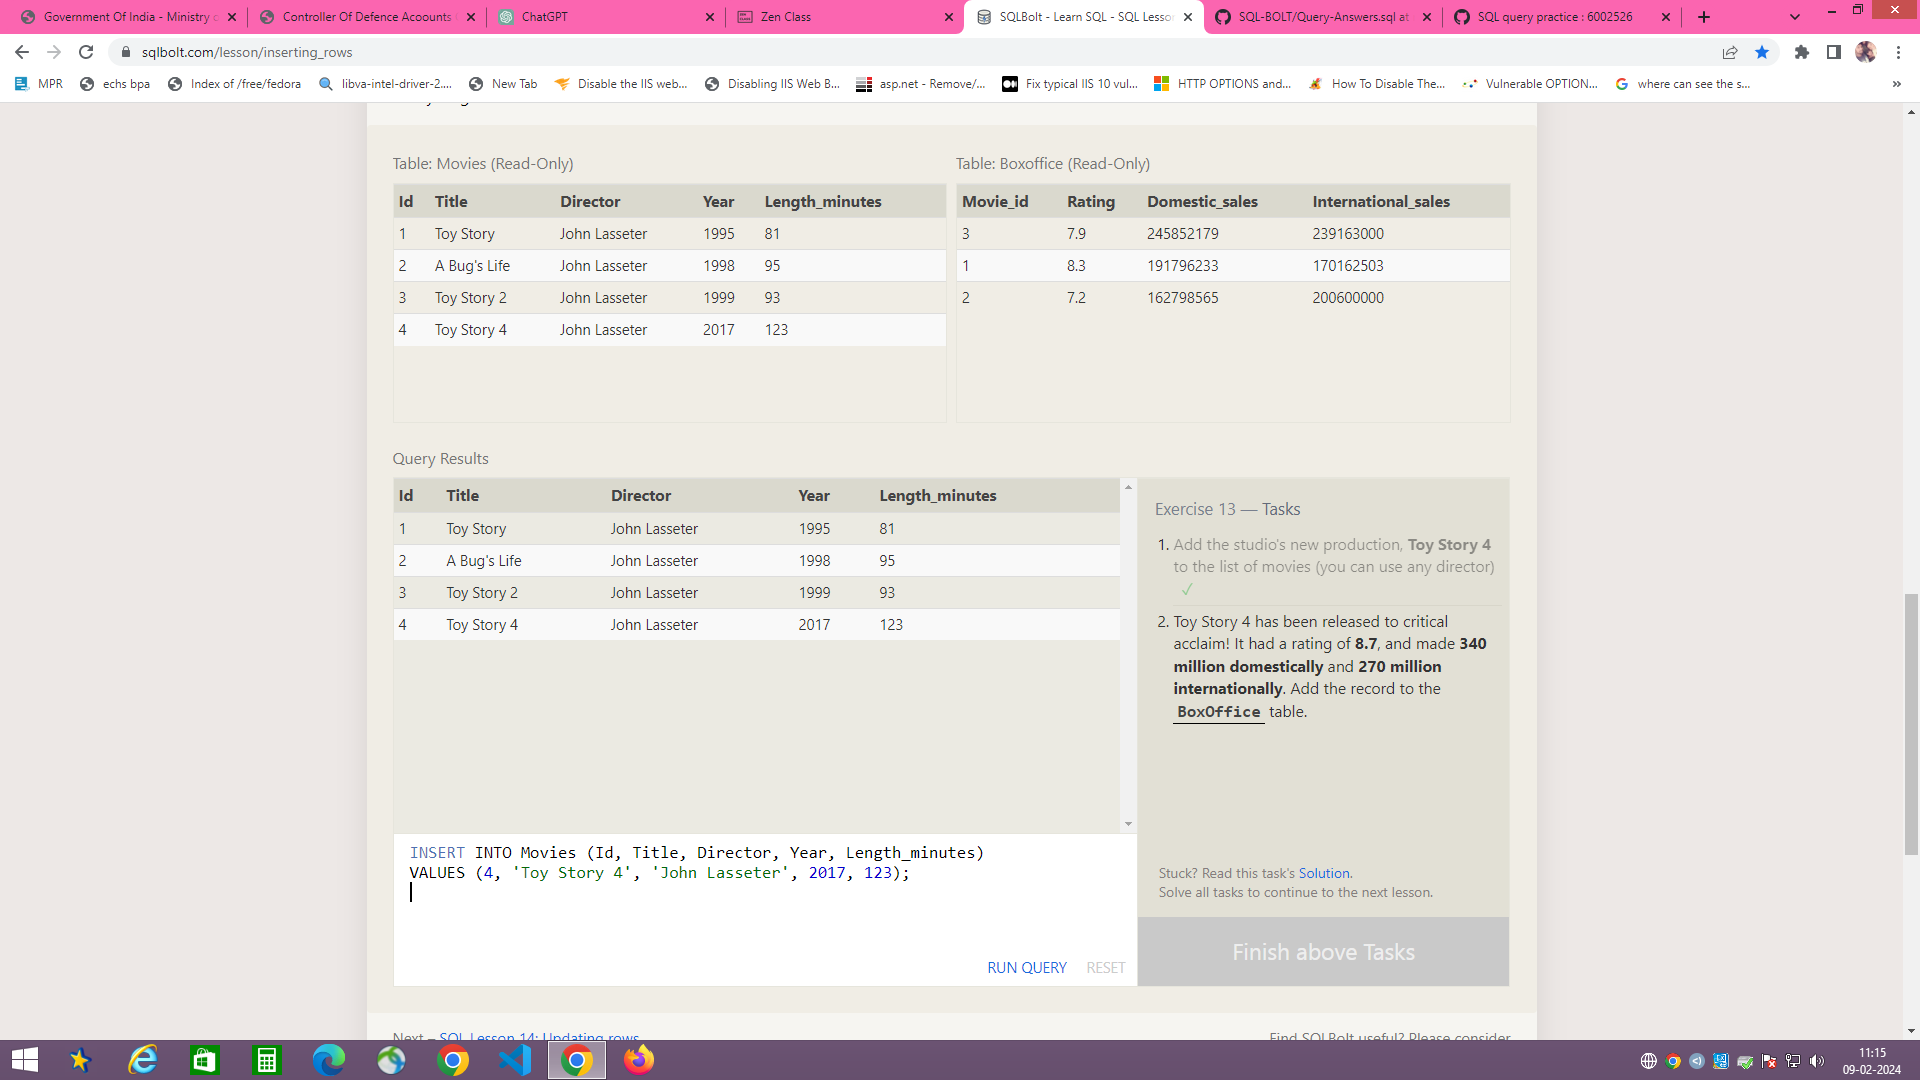 Government Of India - Ministry
Controller Of Defence Acoounts
ChatGPT
Zen Class
SQLBolt - Learn SQL - SQL Lesson
SQL-BOLT/Query-Answers.sql at
SQL query practice : 6002526
sqlbolt.com/lesson/inserting_rows
MPR
echs bpa
Index of /free/fedora
libva-intel-driver-2....
New Tab
Disable the IIS web...
Disabling IIS Web B...
asp.net - Remove/...
Fix typical IIS 10 vul...
HTTP OPTIONS and...
How To Disable The...
Vulnerable OPTION...
where can see the s...
Table: Movies (Read-Only)
Id Title Director Year Length_minutes
1 Toy Story John Lasseter 1995 81
2 A Bug's Life John Lasseter 1998 95
3 Toy Story 2 John Lasseter 1999 93
4 Toy Story 4 John Lasseter 2017 123
Table: Boxoffice (Read-Only)
Movie_id Rating Domestic_sales International_sales
3 7.9 245852179 239163000
1 8.3 191796233 170162503
2 7.2 162798565 200600000
Query Results
Id Title Director Year Length_minutes
1 Toy Story John Lasseter 1995 81
2 A Bug's Life John Lasseter 1998 95
3 Toy Story 2 John Lasseter 1999 93
4 Toy Story 4 John Lasseter 2017 123
INSERT INTO Movies (Id, Title, Director, Year, Length_minutes)
VALUES (4, 'Toy Story 4', 'John Lasseter', 2017, 123);
RUN QUERY RESET
Exercise 13 — Tasks
1. Add the studio's new production, Toy Story 4
to the list of movies (you can use any director)
✓
2. Toy Story 4 has been released to critical
acclaim! It had a rating of 8.7, and made 340
million domestically and 270 million
internationally. Add the record to the
BoxOffice table.
Stuck? Read this task's Solution.
Solve all tasks to continue to the next lesson.
Finish above Tasks
Next – SQL Lesson 14: Updating rows
Find SQLBolt useful? Please consider
11:15
09-02-2024